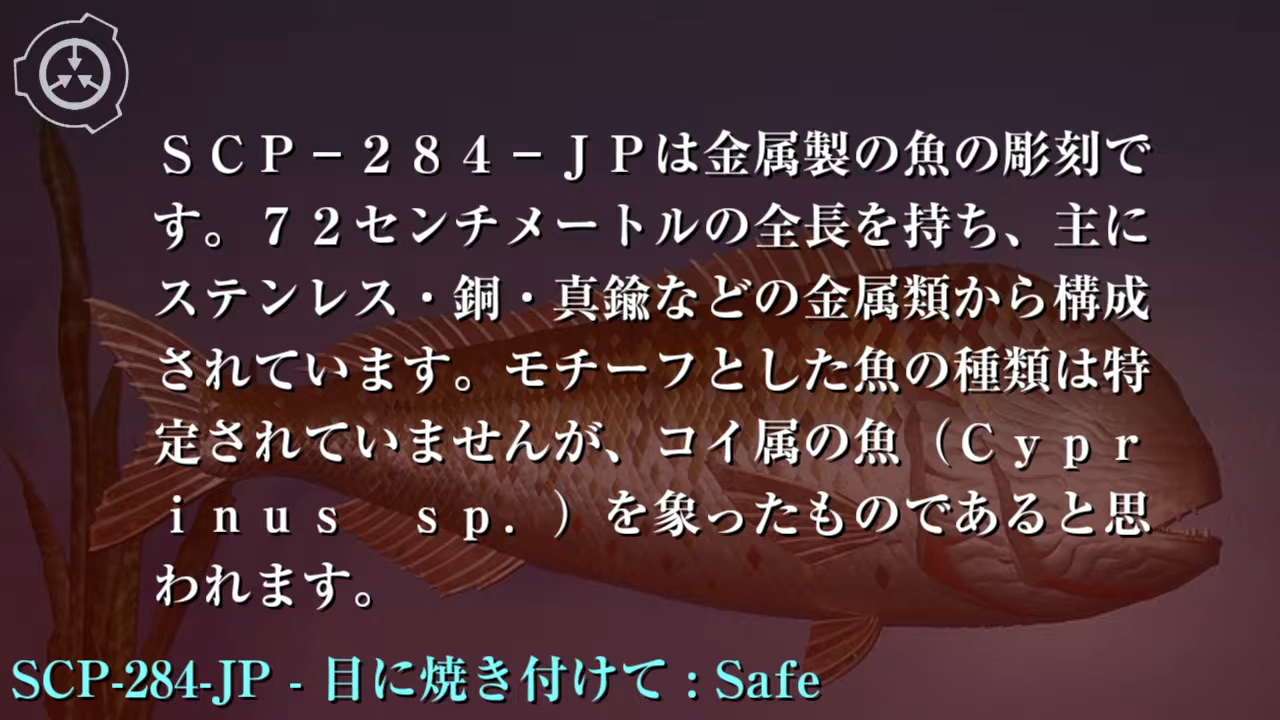 SCP-284-JPは金属製の魚の彫刻で
す。72センチメートルの全長を持ち、主に
ステンレス・銅・真鍮などの金属類から構成
されています。モチーフとした魚の種類は特
定されていませんが、コイ属の魚（Cypr
inus sp.）を象ったものであると思
われます。
SCP-284-JP - 目に焼き付けて : Safe